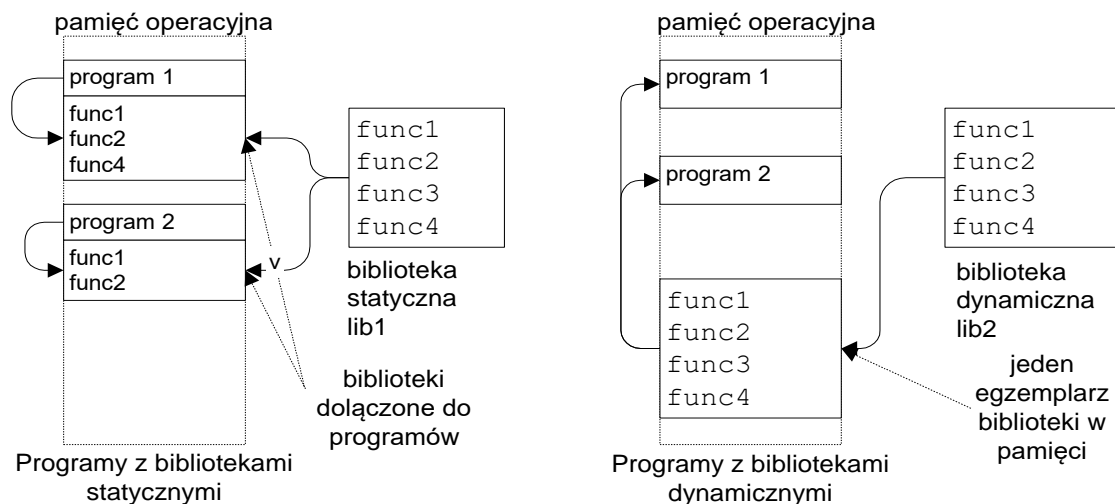 pamięć operacyjna
program 1
func1
func2
func4
program 2
func1
func2
v
func1
func2
func3
func4
biblioteka
statyczna
lib1
biblioteki
dolączone do
programów
Programy z bibliotekami
statycznymi
pamięć operacyjna
program 1
program 2
func1
func2
func3
func4
func1
func2
func3
func4
biblioteka
dynamiczna
lib2
jeden
egzemplarz
biblioteki w
pamięci
Programy z bibliotekami
dynamicznymi